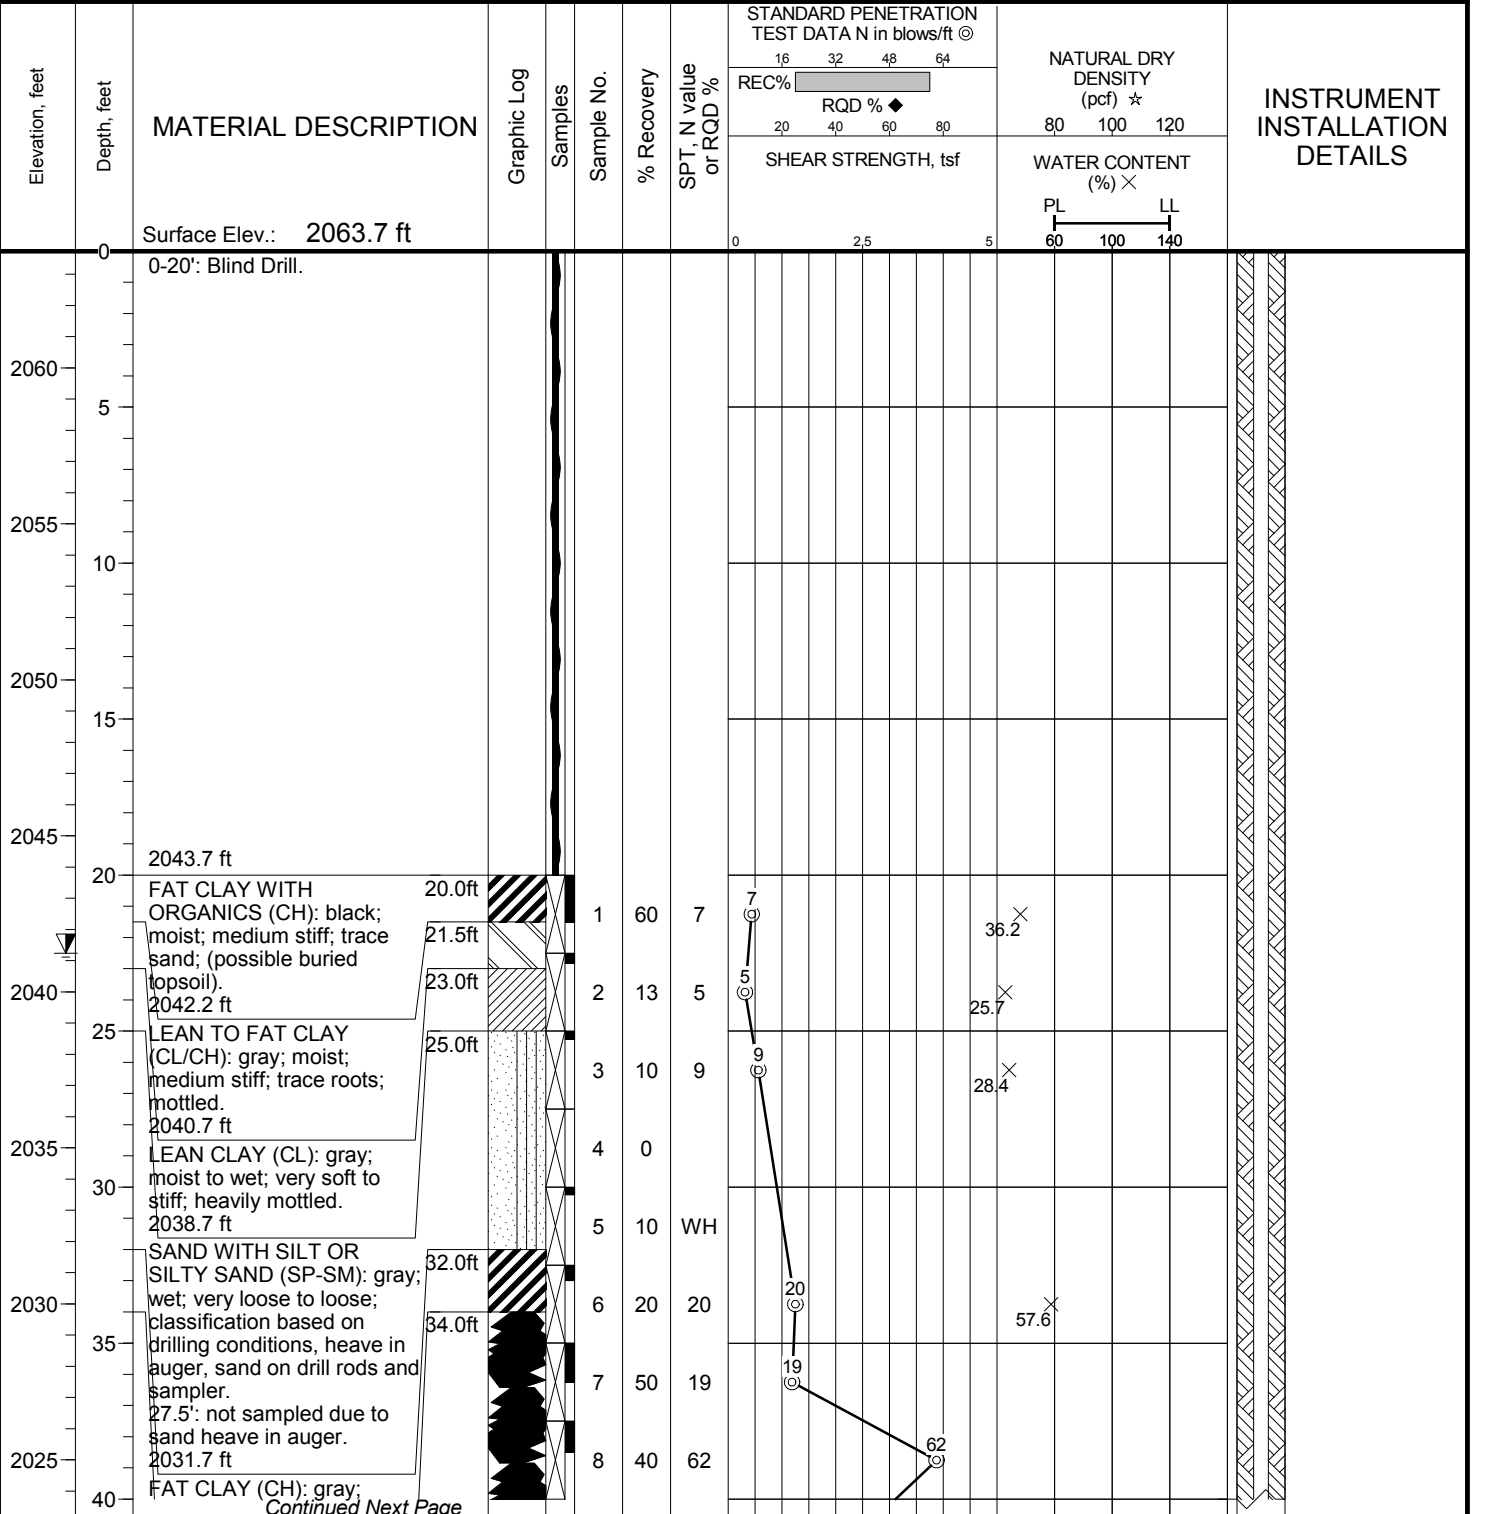 Elevation, feet
Depth, feet
MATERIAL DESCRIPTION
Surface Elev.: 2063.7 ft
Graphic Log
Samples
Sample No.
% Recovery
SPT, N value
or RQD %
STANDARD PENETRATION
TEST DATA N in blows/ft
16 32 48 64
REC%
RQD %
20 40 60 80
SHEAR STRENGTH, tsf
0 2,5 5
NATURAL DRY
DENSITY
(pcf)
80 100 120
WATER CONTENT
(%)
PL LL
60 100 140
INSTRUMENT
INSTALLATION
DETAILS
0
0-20': Blind Drill.
2060
5
2055
10
2050
15
2045
2043.7 ft
20
FAT CLAY WITH 20.0ft
ORGANICS (CH): black;
moist; medium stiff; trace 21.5ft
sand; (possible buried
topsoil). 23.0ft
2042.2 ft
1 60 7
7
36.2
2040
2 13 5
5
25.7
25
LEAN TO FAT CLAY 25.0ft
(CL/CH): gray; moist;
medium stiff; trace roots;
mottled.
2040.7 ft
3 10 9
9
28.4
2035
4 0
LEAN CLAY (CL): gray;
moist to wet; very soft to
stiff; heavily mottled.
2038.7 ft
30
5 10 WH
SAND WITH SILT OR 32.0ft
SILTY SAND (SP-SM): gray;
wet; very loose to loose;
classification based on 34.0ft
drilling conditions, heave in
auger, sand on drill rods and
sampler.
27.5': not sampled due to
sand heave in auger.
2031.7 ft
2030
6 20 20
20
57.6
35
7 50 19
19
2025
8 40 62
62
FAT CLAY (CH): gray;
40
Continued Next Page